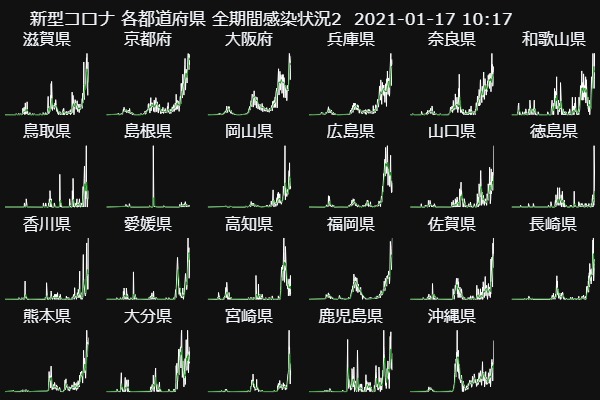 新型コロナ 各都道府県 全期間感染状況2 2021-01-17 10:17
滋賀県 京都府 大阪府 兵庫県 奈良県 和歌山県
鳥取県 島根県 岡山県 広島県 山口県 徳島県
香川県 愛媛県 高知県 福岡県 佐賀県 長崎県
熊本県 大分県 宮崎県 鹿児島県 沖縄県